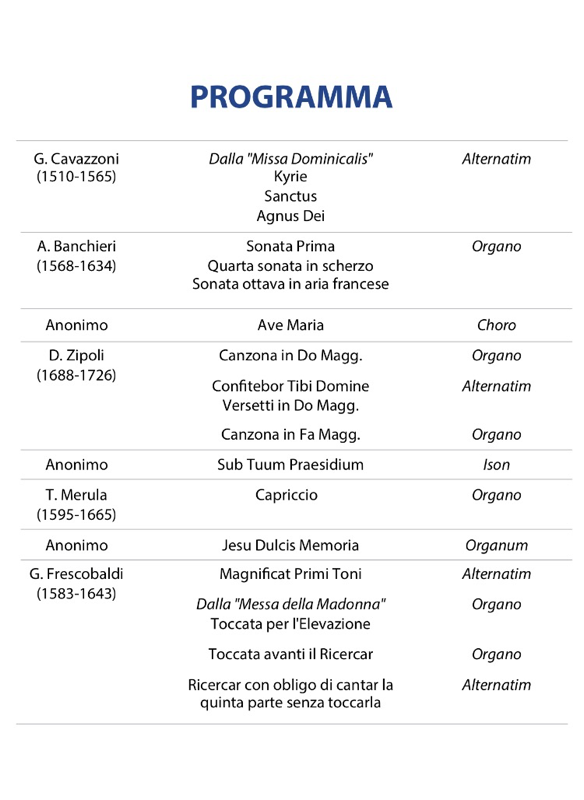 PROGRAMMA
G. Cavazzoni Dalla "Missa Dominicalis" Alternatim
(1510-1565) Kyrie
Sanctus
Agnus Dei
A. Banchieri Sonata Prima Organo
(1568-1634) Quarta sonata in scherzo
Sonata ottava in aria francese
Anonimo Ave Maria Choro
D. Zipoli Canzona in Do Magg. Organo
(1688-1726)
Confitebor Tibi Domine Alternatim
Versetti in Do Magg.
Canzona in Fa Magg. Organo
Anonimo Sub Tuum Praesidium Ison
T. Merula Capriccio Organo
(1595-1665)
Anonimo Jesu Dulcis Memoria Organum
G. Frescobaldi Magnificat Primi Toni Alternatim
(1583-1643)
Dalla "Messa della Madonna" Organo
Toccata per l'Elevazione
Toccata avanti il Ricercar Organo
Ricercar con obligo di cantar la Alternatim
quinta parte senza toccarla